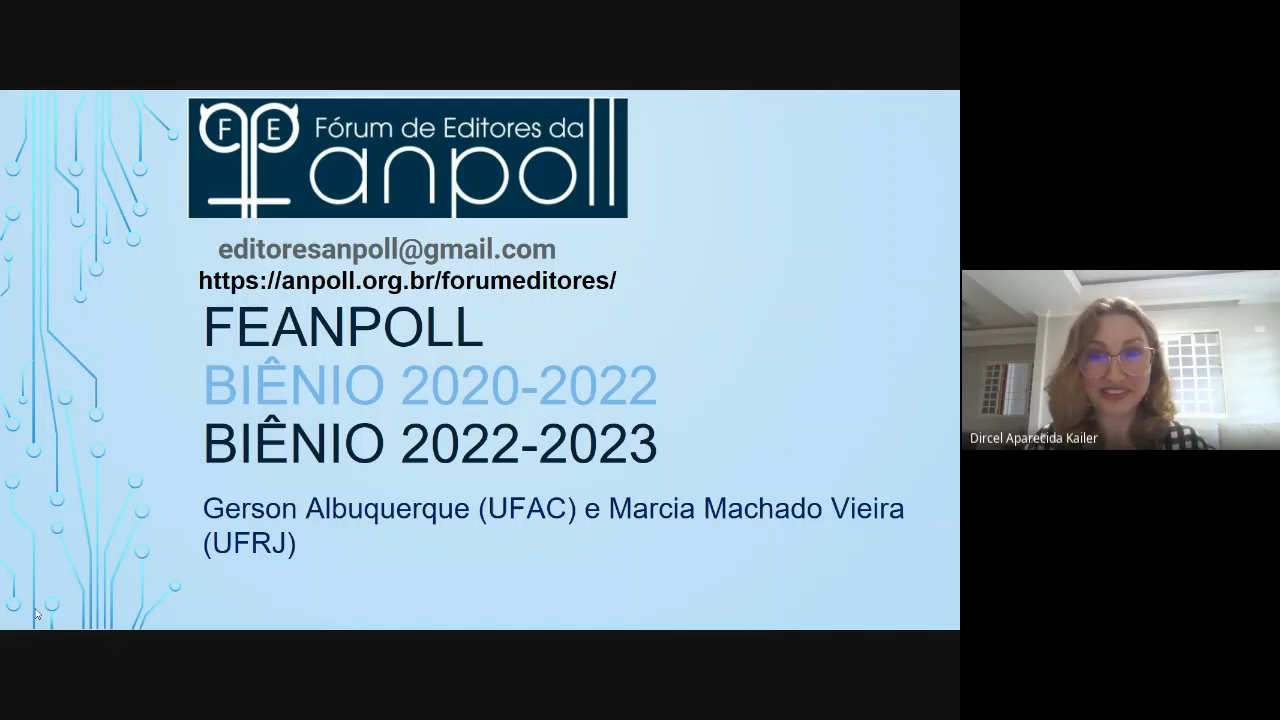 F E Fórum de Editores da
anpoll
editoresanpoll@gmail.com
https://anpoll.org.br/forumeditores/
FEANPOLL
BIÊNIO 2020-2022
BIÊNIO 2022-2023
Gerson Albuquerque (UFAC) e Marcia Machado Vieira
(UFRJ)
Dircel Aparecida Kailer